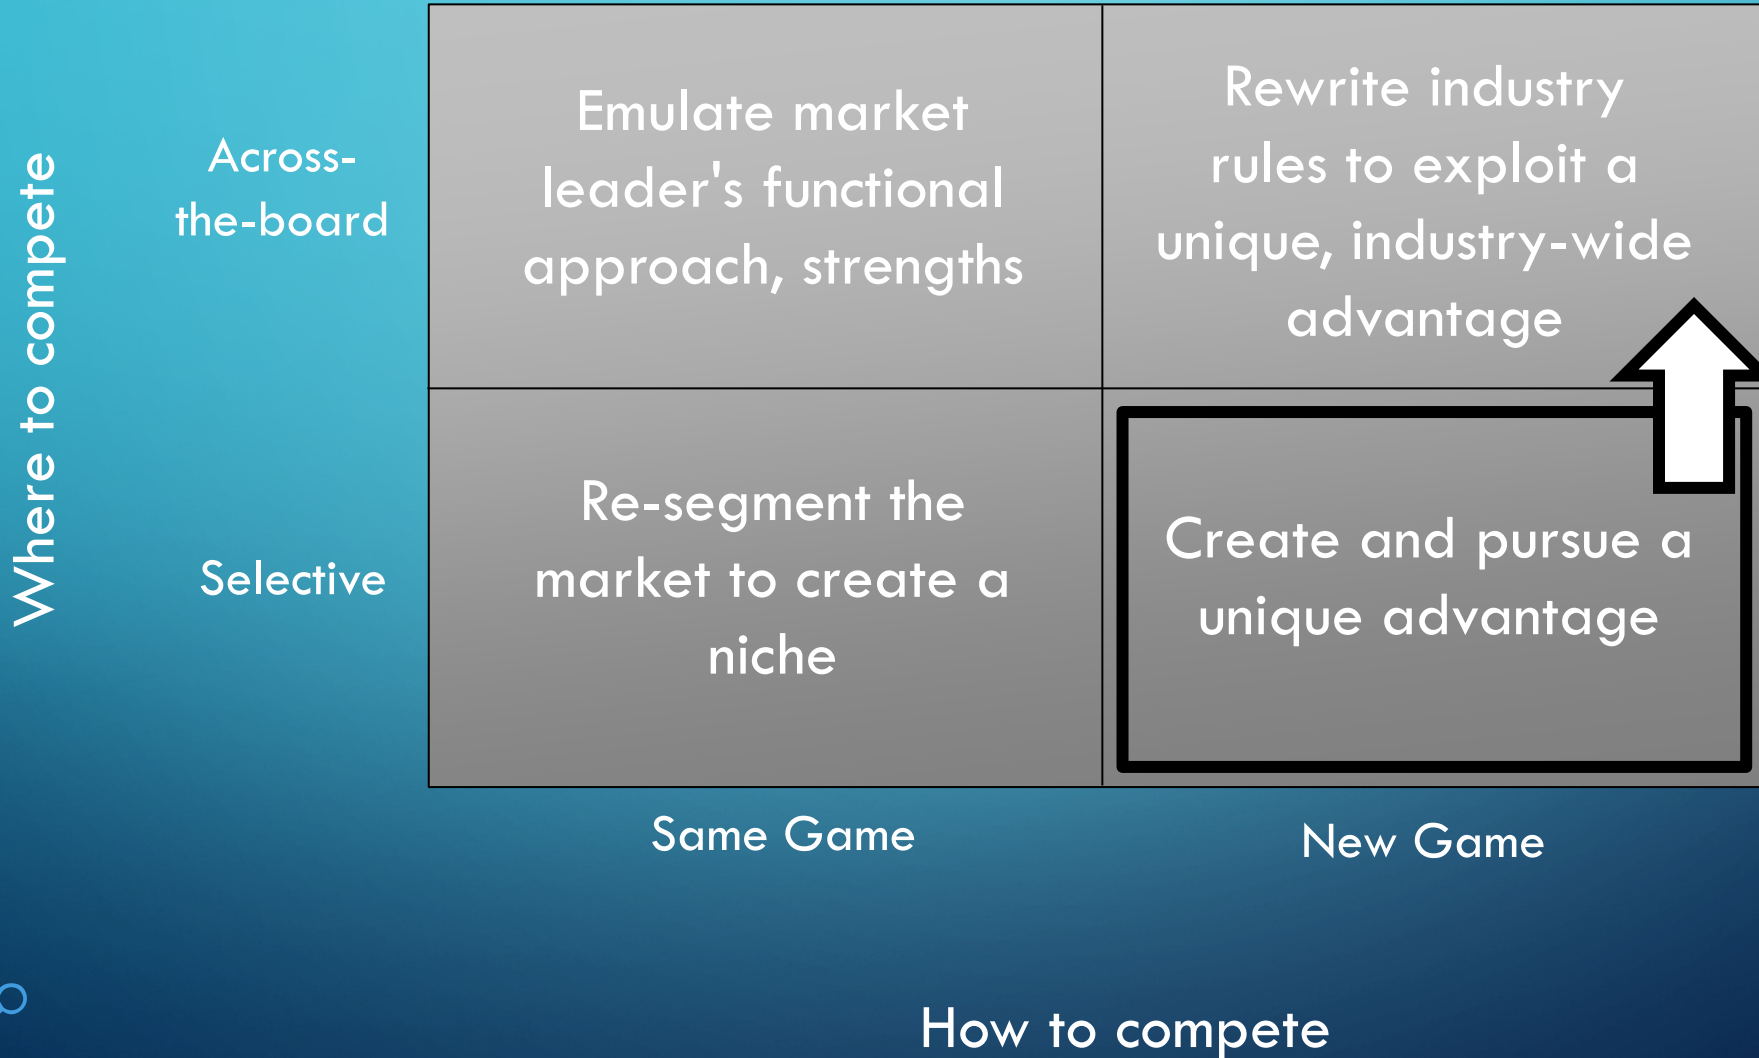 Where to compete
Across-
the-board
Emulate market
leader's functional
approach, strengths
Rewrite industry
rules to exploit a
unique, industry-wide
advantage
Selective
Re-segment the
market to create a
niche
Create and pursue a
unique advantage
Same Game
New Game
How to compete